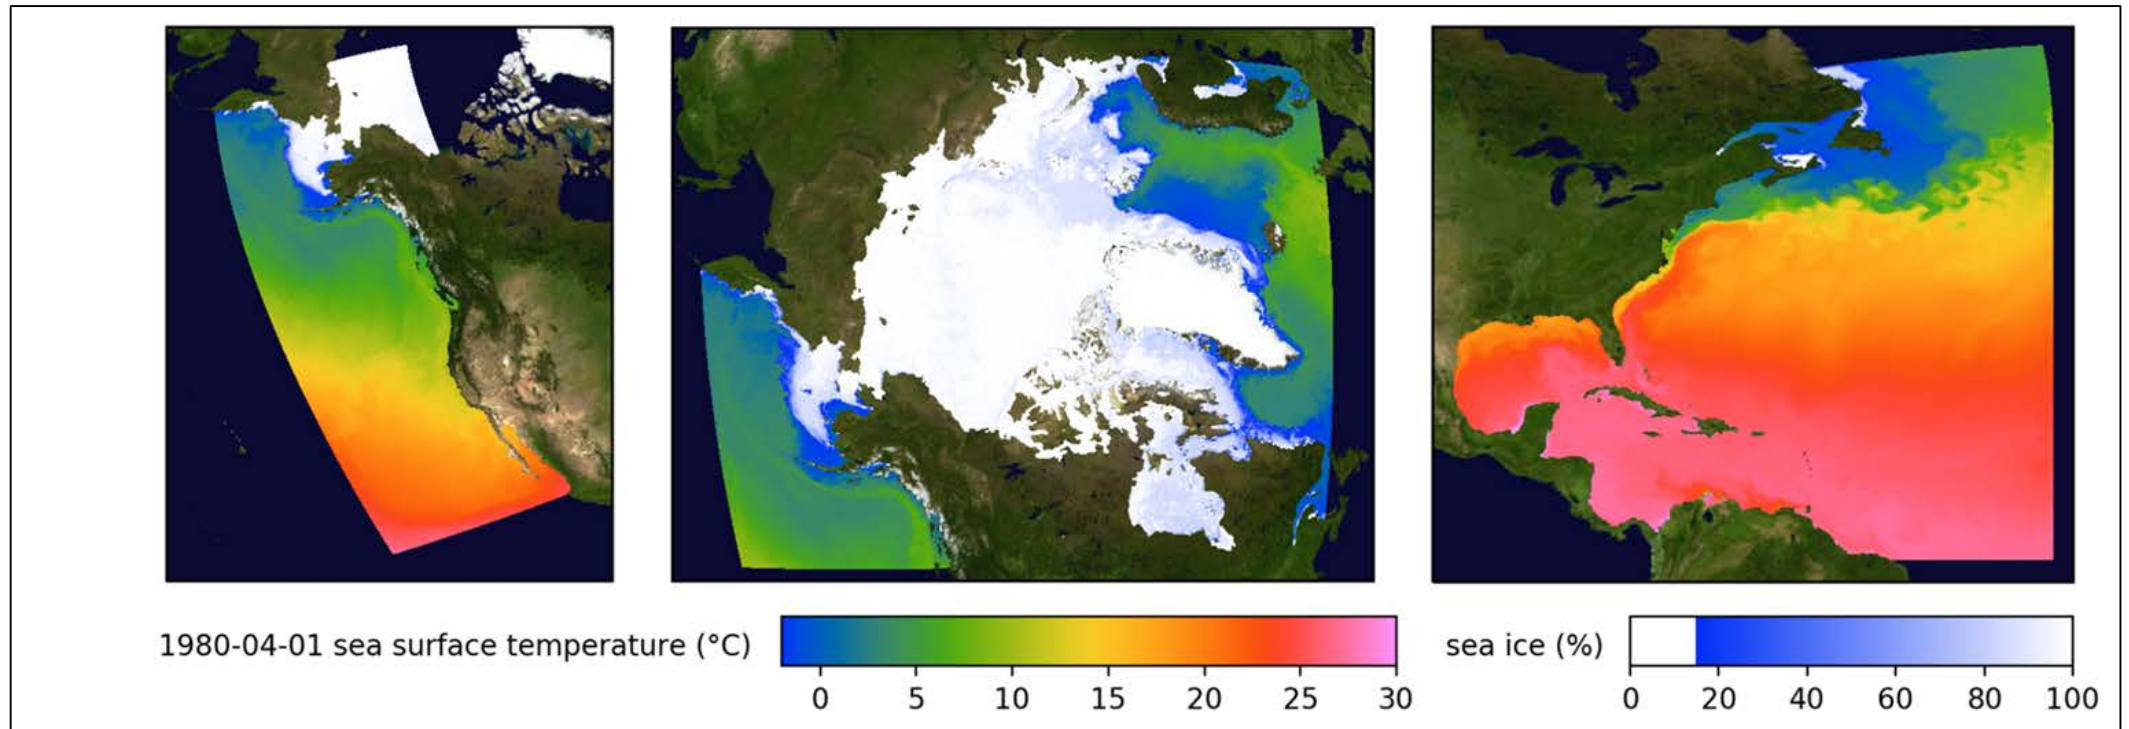 1980-04-01 sea surface temperature (°C)
0 5 10 15 20 25 30
sea ice (%)
0 20 40 60 80 100